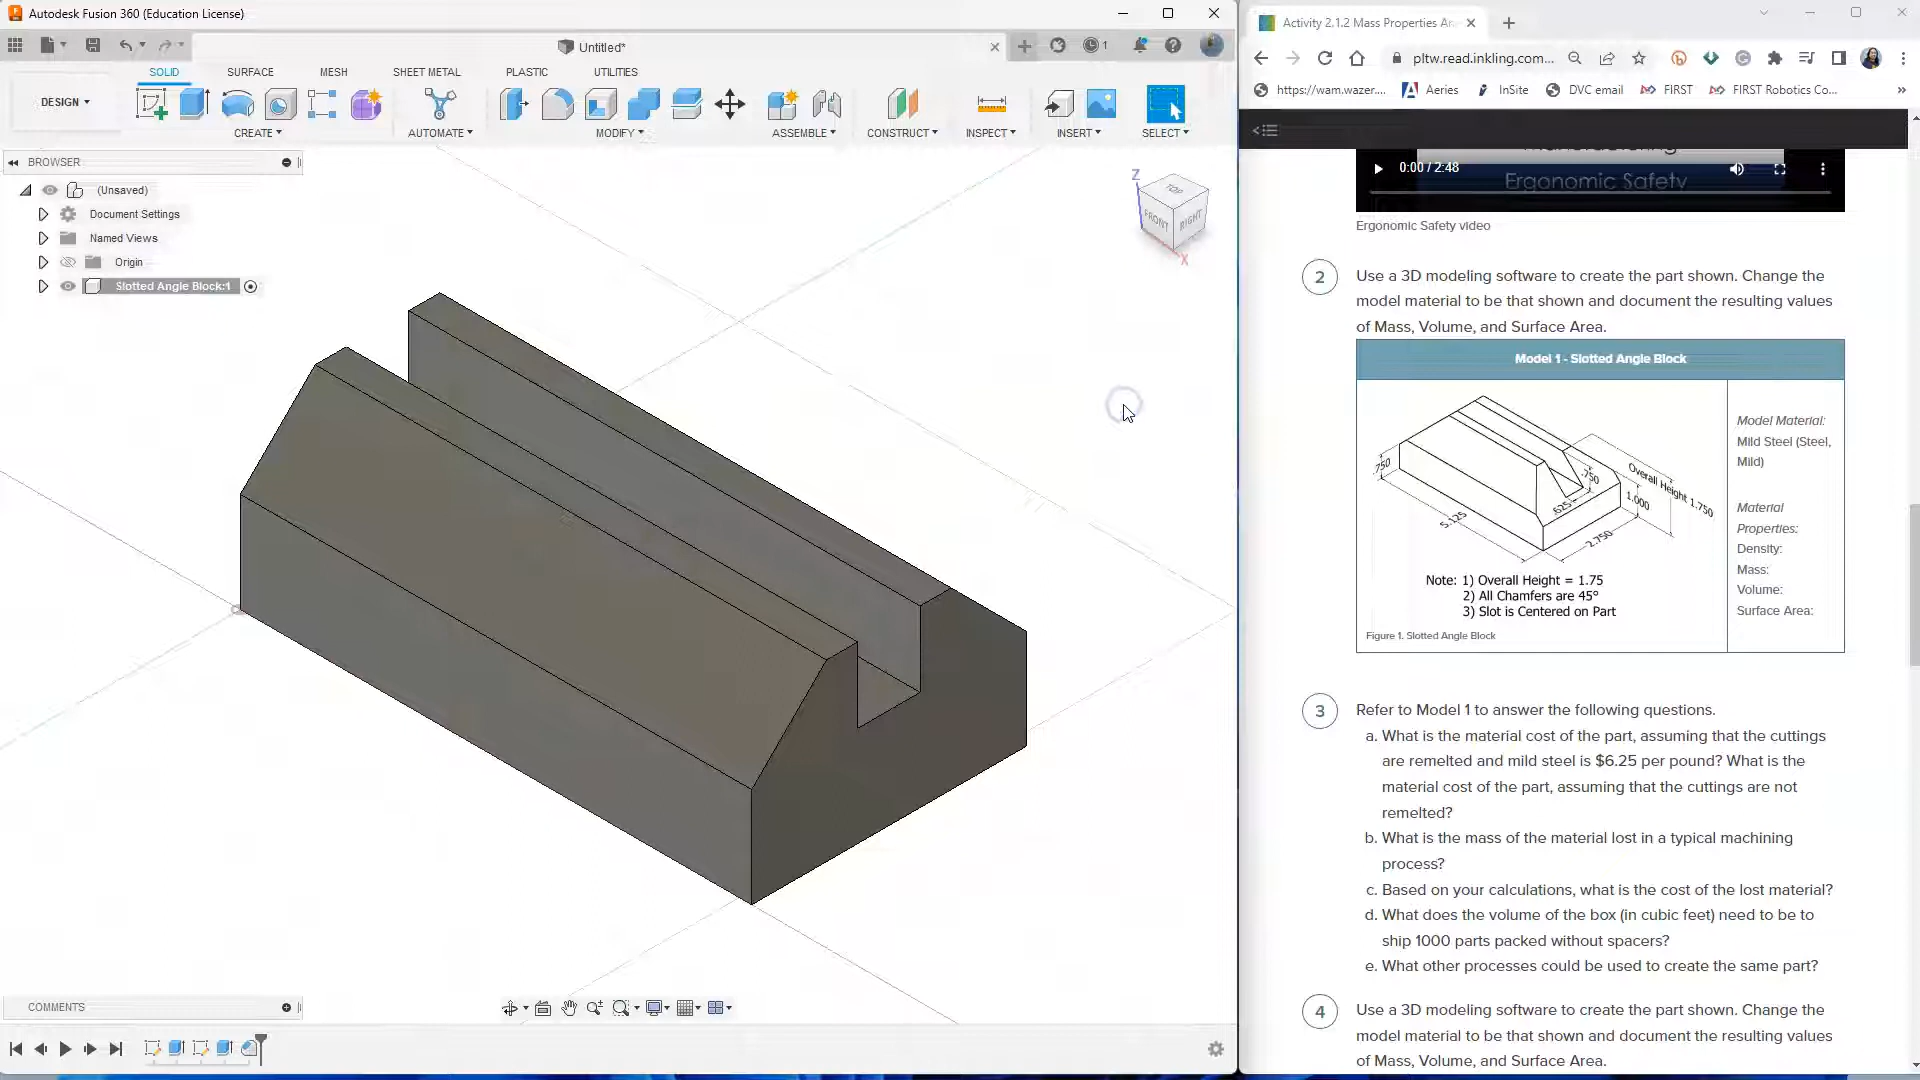 Autodesk Fusion 360 (Education License)
Untitled*
1
DESIGN
SOLID
SURFACE
MESH
SHEET METAL
PLASTIC
UTILITIES
CREATE
AUTOMATE
MODIFY
ASSEMBLE
CONSTRUCT
INSPECT
INSERT
SELECT
BROWSER
(Unsaved)
Document Settings
Named Views
Origin
Slotted Angle Block:1
Z
TOP
FRONT
RIGHT
X
COMMENTS
Activity 2.1.2 Mass Properties An
pltw.read.inkling.com...
https://wam.wazer....
Aeries
InSite
DVC email
FIRST
FIRST Robotics Co...
0:00 / 2:48
Ergonomic Safety
Ergonomic Safety video
2
Use a 3D modeling software to create the part shown. Change the
model material to be that shown and document the resulting values
of Mass, Volume, and Surface Area.
Model 1 - Slotted Angle Block
.750
5.125
.625
.750
1.000
2.750
Overall Height 1.750
Note: 1) Overall Height = 1.75
2) All Chamfers are 45°
3) Slot is Centered on Part
Figure 1. Slotted Angle Block
Model Material:
Mild Steel (Steel,
Mild)
Material
Properties:
Density:
Mass:
Volume:
Surface Area:
3
Refer to Model 1 to answer the following questions.
a. What is the material cost of the part, assuming that the cuttings
are remelted and mild steel is $6.25 per pound? What is the
material cost of the part, assuming that the cuttings are not
remelted?
b. What is the mass of the material lost in a typical machining
process?
c. Based on your calculations, what is the cost of the lost material?
d. What does the volume of the box (in cubic feet) need to be to
ship 1000 parts packed without spacers?
e. What other processes could be used to create the same part?
4
Use a 3D modeling software to create the part shown. Change the
model material to be that shown and document the resulting values
of Mass, Volume, and Surface Area.